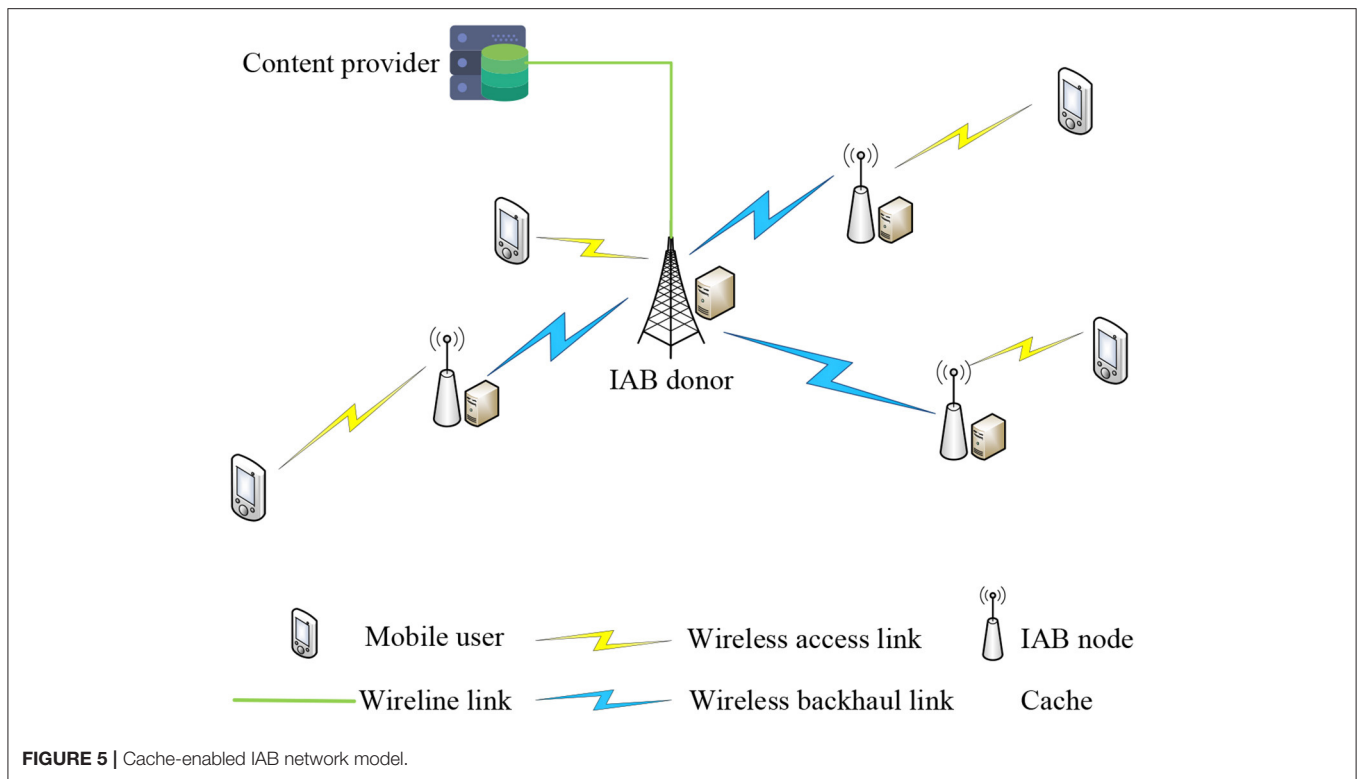 Content provider
IAB donor
Mobile user
Wireless access link
IAB node
Wireline link
Wireless backhaul link
Cache
FIGURE 5 | Cache-enabled IAB network model.